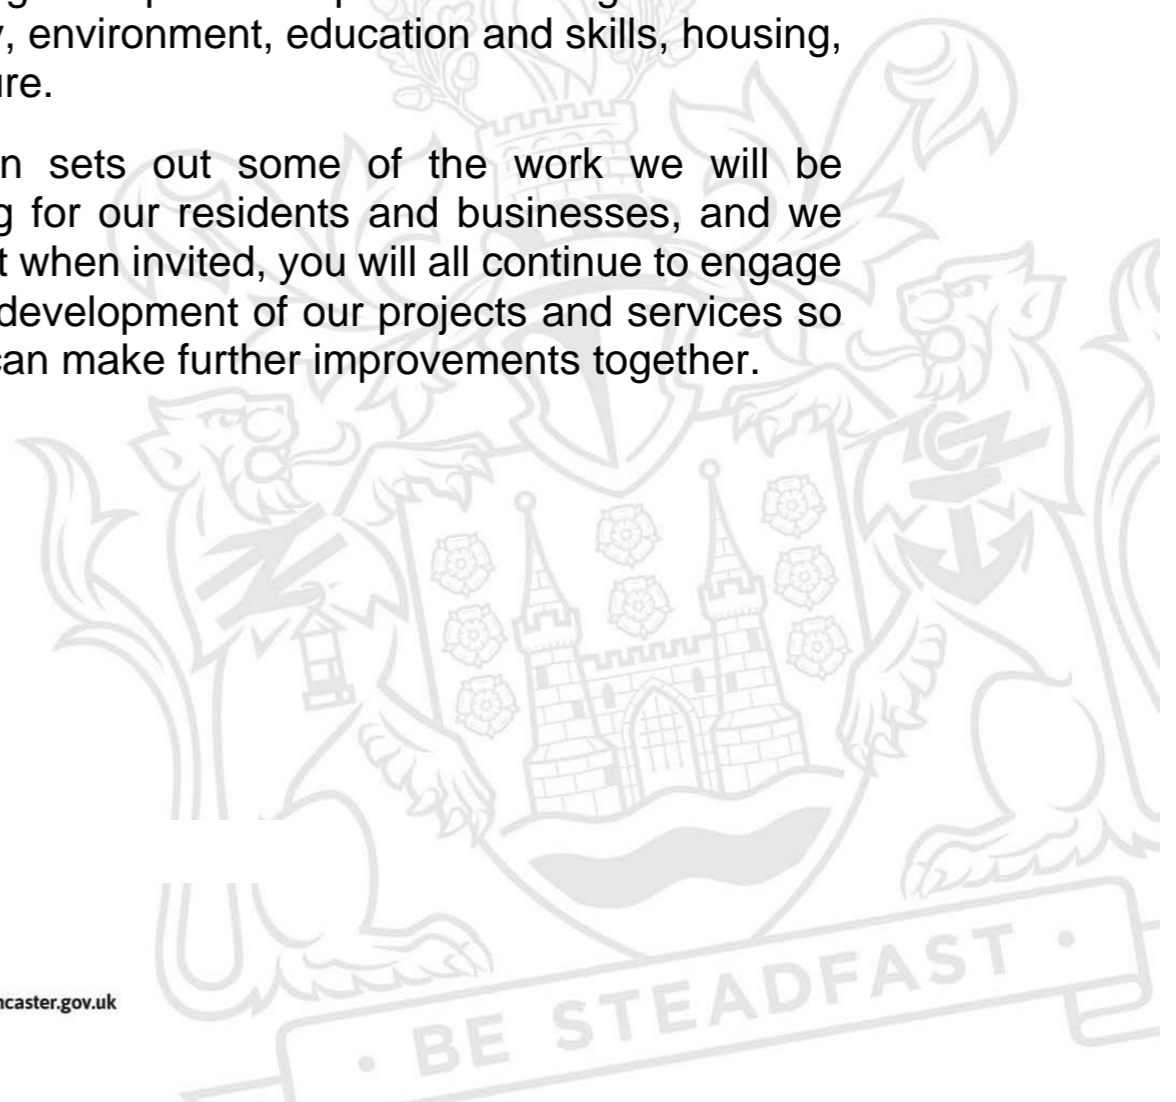 , environment, education and skills, housing,
ure.
n sets out some of the work we will be
g for our residents and businesses, and we
t when invited, you will all continue to engage
development of our projects and services so
can make further improvements together.
ncaster.gov.uk
• BE STEADFAST •